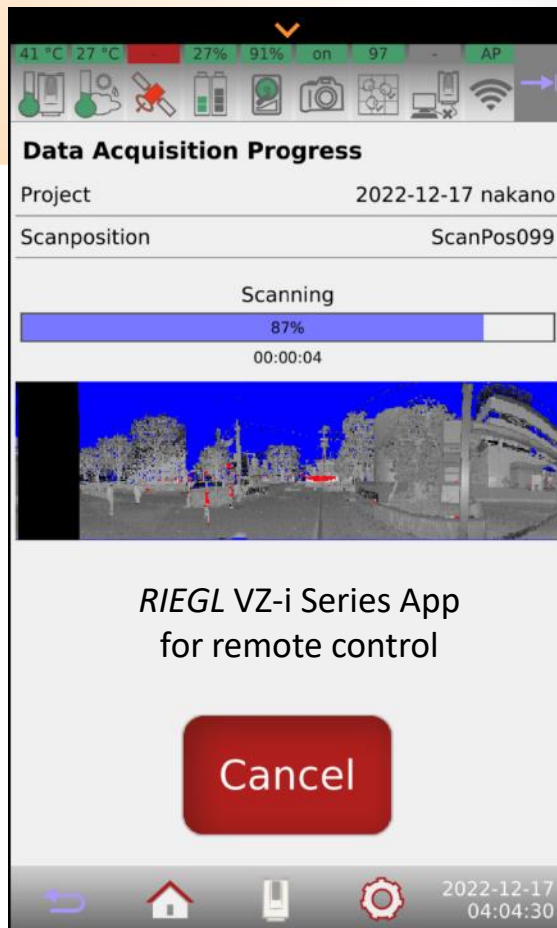 41 °C 27 °C - 27% 91% on 97 - AP
Data Acquisition Progress
Project 2022-12-17 nakano
Scanposition ScanPos099
Scanning
87%
00:00:04
RIEGL VZ-i Series App
for remote control
Cancel
2022-12-17
04:04:30